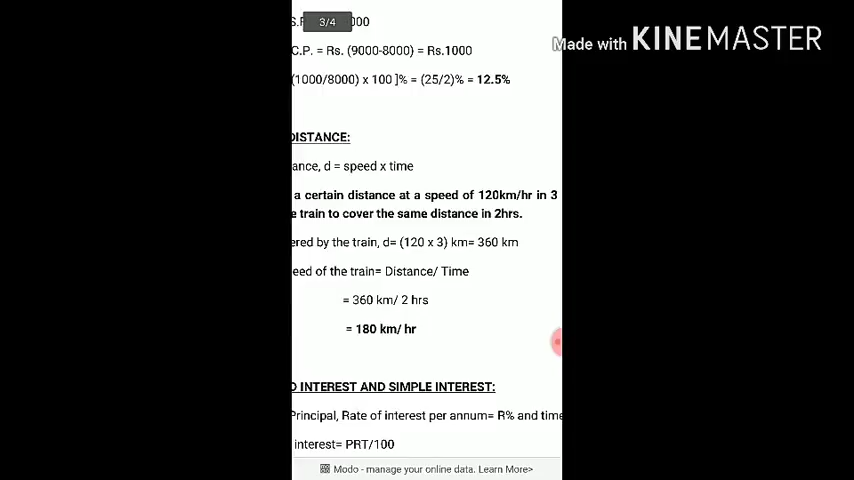 S.P 3/4 000
Made with KINEMASTER
C.P. = Rs. (9000-8000) = Rs.1000
(1000/8000) x 100 ]% = (25/2)% = 12.5%
DISTANCE:
ance, d = speed x time
a certain distance at a speed of 120km/hr in 3
e train to cover the same distance in 2hrs.
ered by the train, d= (120 x 3) km= 360 km
eed of the train= Distance/ Time
= 360 km/ 2 hrs
= 180 km/ hr
D INTEREST AND SIMPLE INTEREST:
Principal, Rate of interest per annum= R% and time
interest= PRT/100
Modo - manage your online data. Learn More>